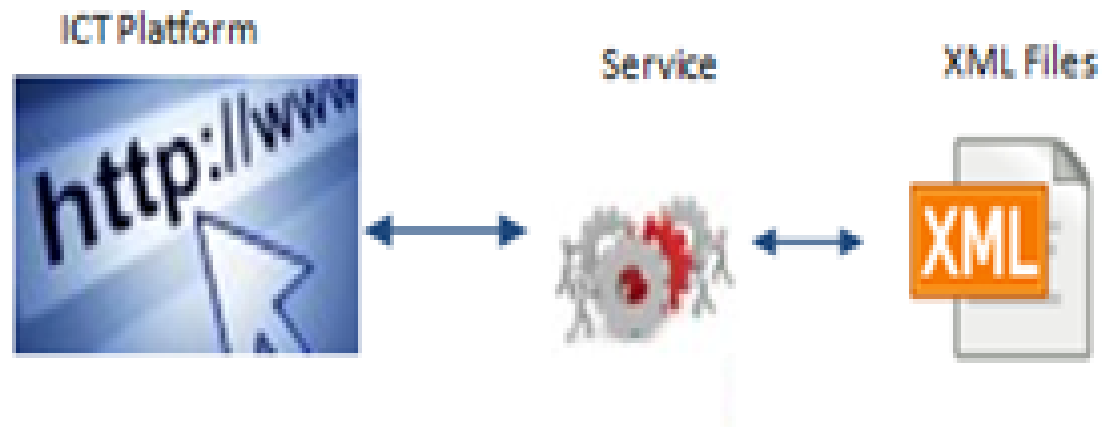 ICT Platform
Service
XML Files
http://www
XML